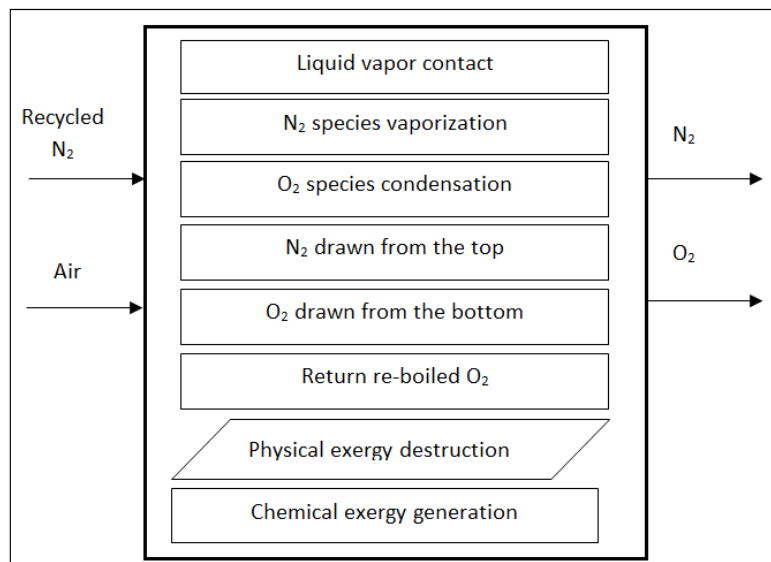 Liquid vapor contact
Recycled
N₂
N₂ species vaporization
N₂
O₂ species condensation
N₂ drawn from the top
O₂
Air
O₂ drawn from the bottom
Return re-boiled O₂
Physical exergy destruction
Chemical exergy generation